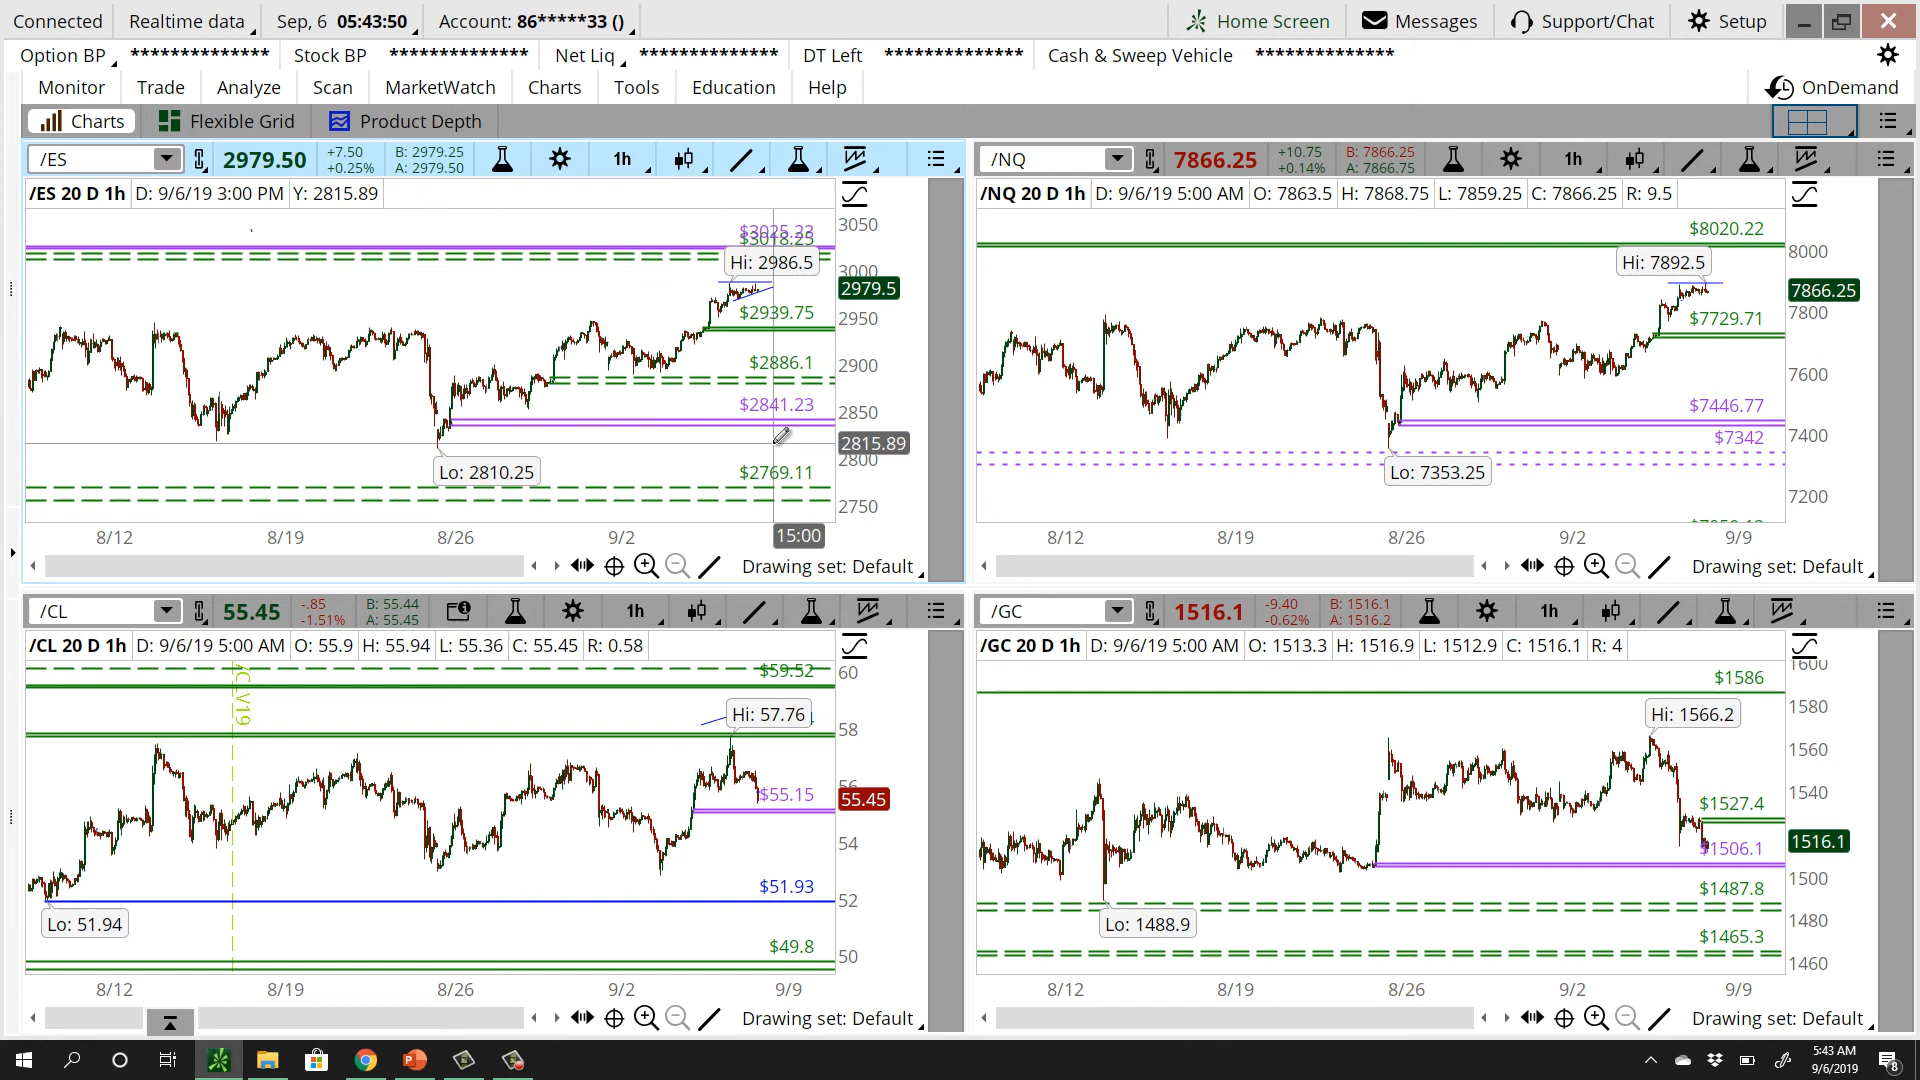 Connected Realtime data Sep, 6 05:43:50 Account: 86*****33 () Home Screen Messages Support/Chat Setup
Option BP ************** Stock BP ************** Net Liq ************** DT Left ************** Cash & Sweep Vehicle **************
Monitor Trade Analyze Scan MarketWatch Charts Tools Education Help OnDemand
Charts Flexible Grid Product Depth
/ES 2979.50 +7.50 +0.25% B: 2979.25 A: 2979.50 1h
/ES 20 D 1h D: 9/6/19 3:00 PM Y: 2815.89
$3025.23
$3018.25
Hi: 2986.5
$2939.75
$2886.1
$2841.23
Lo: 2810.25
$2769.11
3050
3000
2979.5
2950
2900
2850
2815.89
2800
2750
8/12 8/19 8/26 9/2 15:00
Drawing set: Default
/NQ 7866.25 +10.75 +0.14% B: 7866.25 A: 7866.75 1h
/NQ 20 D 1h D: 9/6/19 5:00 AM O: 7863.5 H: 7868.75 L: 7859.25 C: 7866.25 R: 9.5
$8020.22
Hi: 7892.5
$7729.71
$7446.77
$7342
Lo: 7353.25
8000
7866.25
7800
7600
7400
7200
8/12 8/19 8/26 9/2 9/9
Drawing set: Default
/CL 55.45 -.85 -1.51% B: 55.44 A: 55.45 1h
/CL 20 D 1h D: 9/6/19 5:00 AM O: 55.9 H: 55.94 L: 55.36 C: 55.45 R: 0.58
$59.52
Hi: 57.76
$55.15
$51.93
Lo: 51.94
$49.8
60
58
56
55.45
54
52
50
8/12 8/19 8/26 9/2 9/9
Drawing set: Default
/GC 1516.1 -9.40 -0.62% B: 1516.1 A: 1516.2 1h
/GC 20 D 1h D: 9/6/19 5:00 AM O: 1513.3 H: 1516.9 L: 1512.9 C: 1516.1 R: 4
$1586
Hi: 1566.2
$1527.4
$1506.1
$1487.8
Lo: 1488.9
$1465.3
1600
1580
1560
1540
1516.1
1500
1480
1460
8/12 8/19 8/26 9/2 9/9
Drawing set: Default
5:43 AM
9/6/2019
8